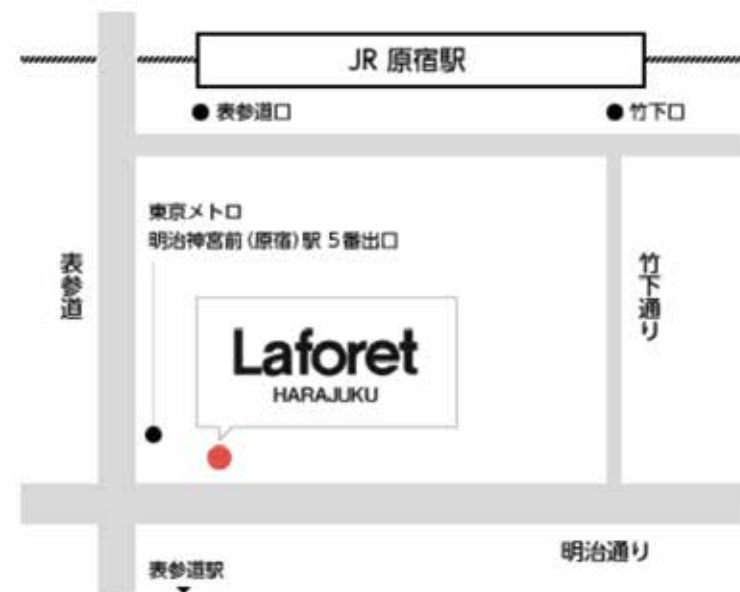 JR 原宿駅
表参道口
竹下口
東京メトロ
明治神宮前(原宿)駅 5番出口
表参道
竹下通り
Laforet
HARAJUKU
明治通り
表参道駅